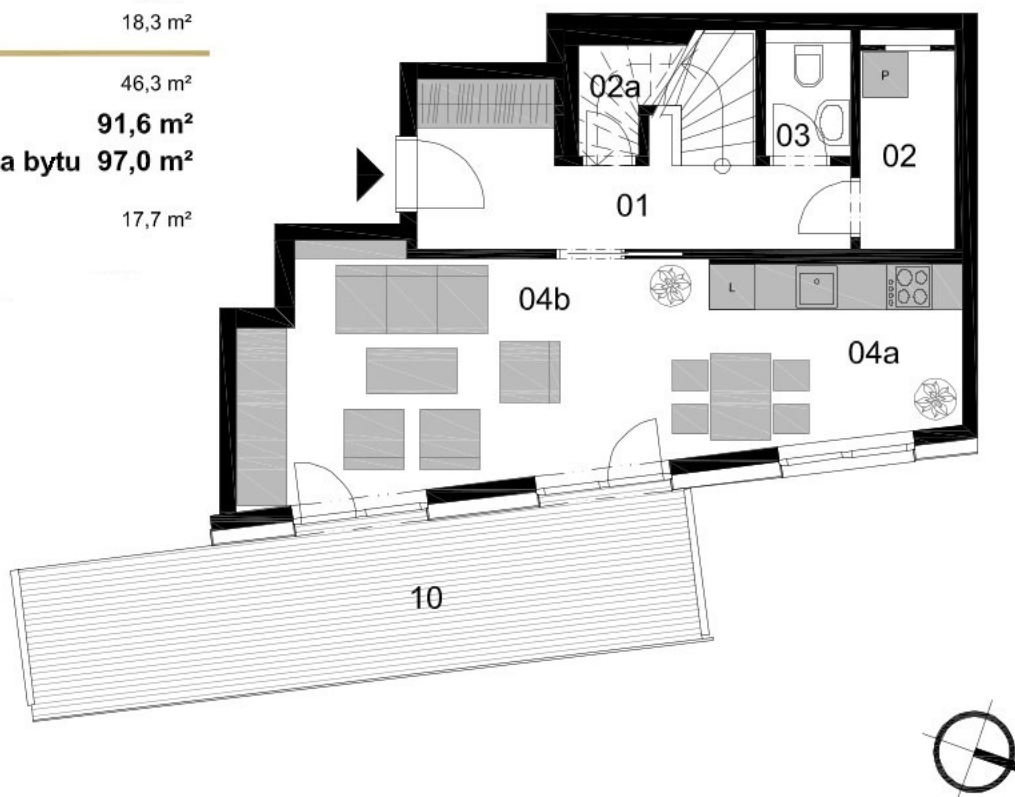 18,3 m²
46,3 m²
91,6 m²
a bytu 97,0 m²
17,7 m²
02a
P
03
02
01
04b
L
04a
10